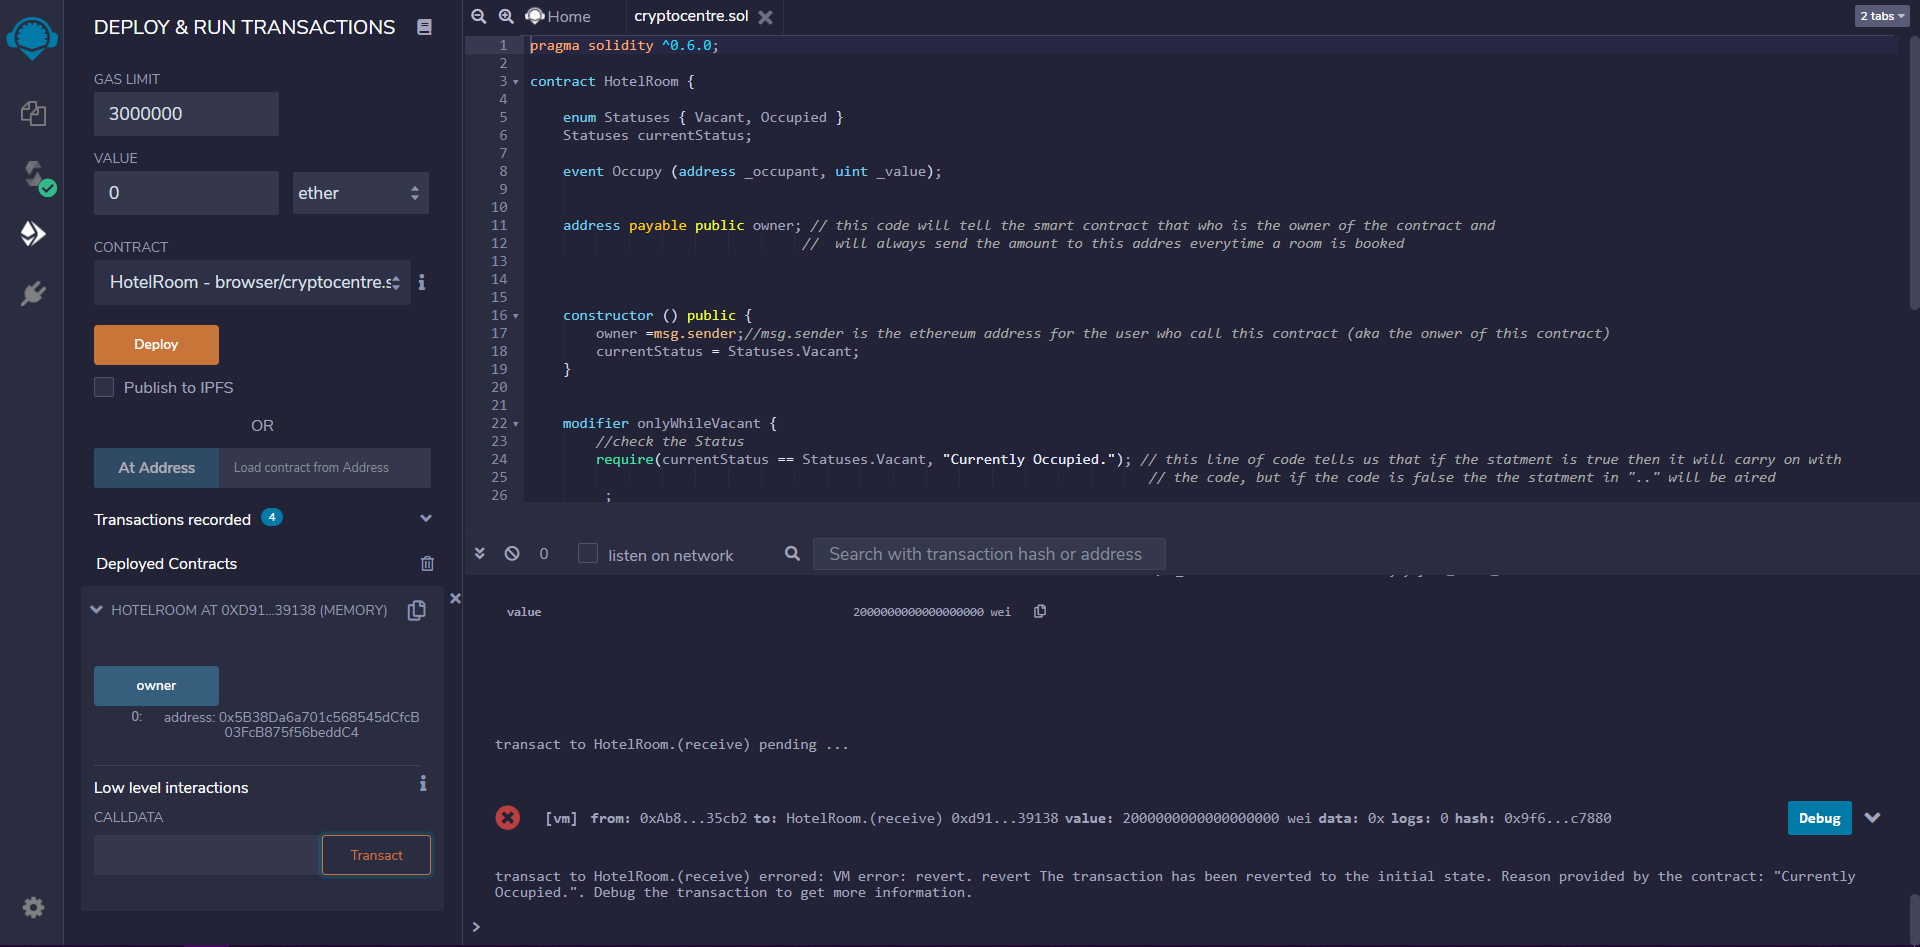 DEPLOY & RUN TRANSACTIONS
GAS LIMIT
3000000
VALUE
0
ether
CONTRACT
HotelRoom - browser/cryptocentre.s
Deploy
Publish to IPFS
OR
At Address
Load contract from Address
Transactions recorded 4
Deployed Contracts
HOTELROOM AT 0XD91...39138 (MEMORY)
owner
0: address: 0x5B38Da6a701c568545dCfcB
03FcB875f56beddC4
Low level interactions
CALLDATA
Transact
Home
cryptocentre.sol
2 tabs
1 pragma solidity ^0.6.0;
2
3 contract HotelRoom {
4
5 enum Statuses { Vacant, Occupied }
6 Statuses currentStatus;
7
8 event Occupy (address _occupant, uint _value);
9
10
11 address payable public owner; // this code will tell the smart contract that who is the owner of the contract and
12 // will always send the amount to this addres everytime a room is booked
13
14
15
16 constructor () public {
17 owner =msg.sender;//msg.sender is the ethereum address for the user who call this contract (aka the onwer of this contract)
18 currentStatus = Statuses.Vacant;
19 }
20
21
22 modifier onlyWhileVacant {
23 //check the Status
24 require(currentStatus == Statuses.Vacant, "Currently Occupied."); // this line of code tells us that if the statment is true then it will carry on with
25 // the code, but if the code is false the the statment in ".." will be aired
26 ;
0
listen on network
Search with transaction hash or address
value 2000000000000000000 wei
transact to HotelRoom.(receive) pending ...
[vm] from: 0xAb8...35cb2 to: HotelRoom.(receive) 0xd91...39138 value: 2000000000000000000 wei data: 0x logs: 0 hash: 0x9f6...c7880
Debug
transact to HotelRoom.(receive) errored: VM error: revert. revert The transaction has been reverted to the initial state. Reason provided by the contract: "Currently
Occupied.". Debug the transaction to get more information.
>